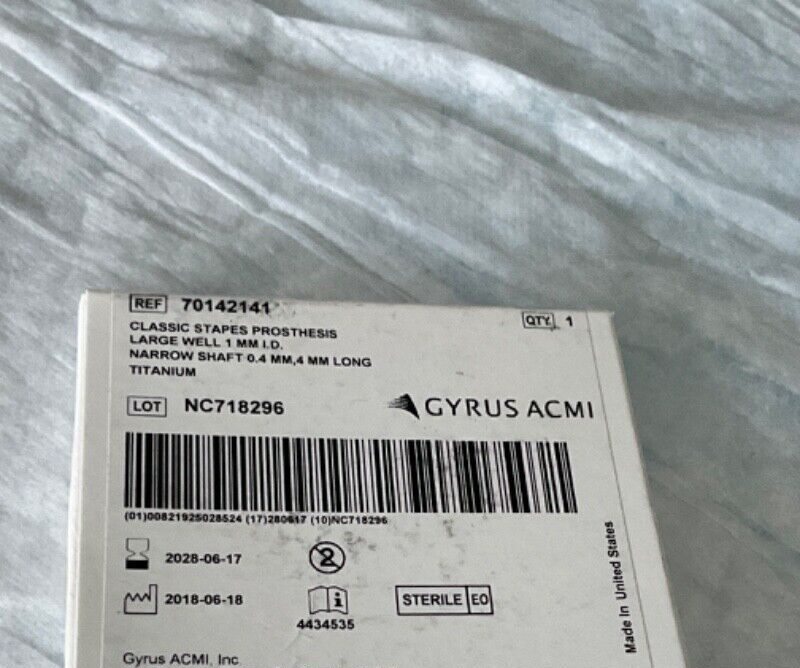 REF 70142141
QTY. 1
CLASSIC STAPES PROSTHESIS
LARGE WELL 1 MM I.D.
NARROW SHAFT 0.4 MM,4 MM LONG
TITANIUM
LOT NC718296
GYRUS ACMI
(01)00821925028524 (17)280617 (10)NC718296
2028-06-17
2
2018-06-18
i
4434535
STERILE EO
Made In United States
Gyrus ACMI, Inc